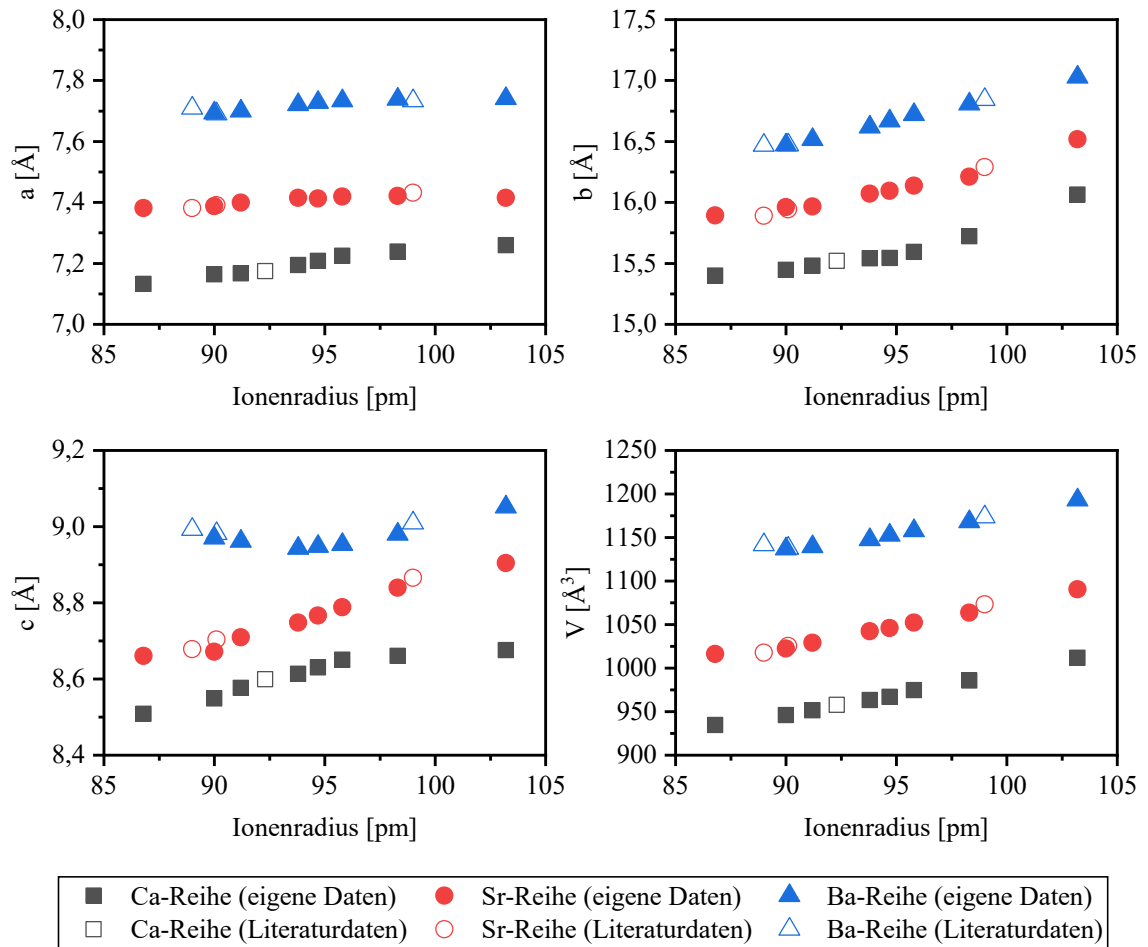 8,0
7,8
7,6
7,4
7,2
7,0
a [Å]
85 90 95 100 105
Ionenradius [pm]
17,5
17,0
16,5
16,0
15,5
15,0
b [Å]
85 90 95 100 105
Ionenradius [pm]
9,2
9,0
8,8
8,6
8,4
c [Å]
85 90 95 100 105
Ionenradius [pm]
1250
1200
1150
1100
1050
1000
950
900
V [Å³]
85 90 95 100 105
Ionenradius [pm]
Ca-Reihe (eigene Daten) Sr-Reihe (eigene Daten) Ba-Reihe (eigene Daten)
Ca-Reihe (Literaturdaten) Sr-Reihe (Literaturdaten) Ba-Reihe (Literaturdaten)